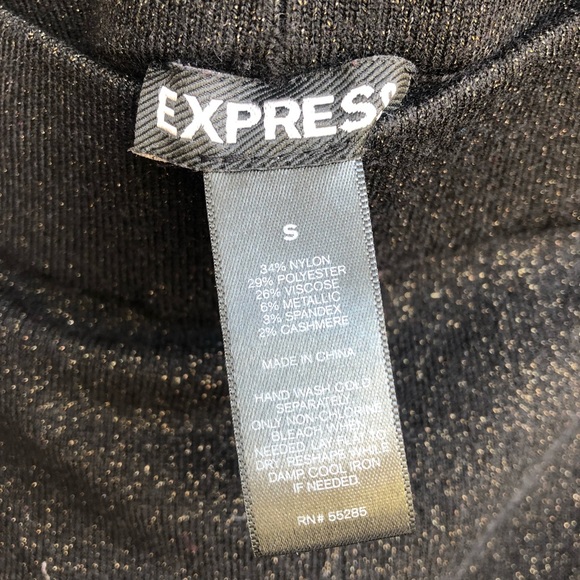 EXPRESS
S
34% NYLON
29% POLYESTER
26% VISCOSE
6% METALLIC
3% SPANDEX
2% CASHMERE
MADE IN CHINA
HAND WASH COLD
SEPARATELY.
ONLY NON-CHLORINE
BLEACH WHEN
NEEDED. LAY FLAT TO
DRY. RESHAPE WHILE
DAMP. COOL IRON
IF NEEDED.
RN# 55285